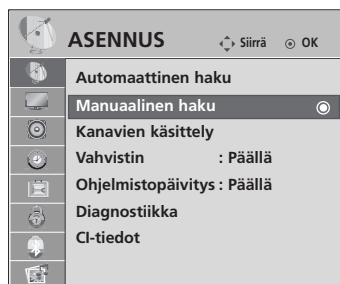 ASENNUS Siirrä OK
Automaattinen haku
Manuaalinen haku
Kanavien käsittely
Vahvistin : Päällä
Ohjelmistopäivitys : Päällä
Diagnostiikka
CI-tiedot